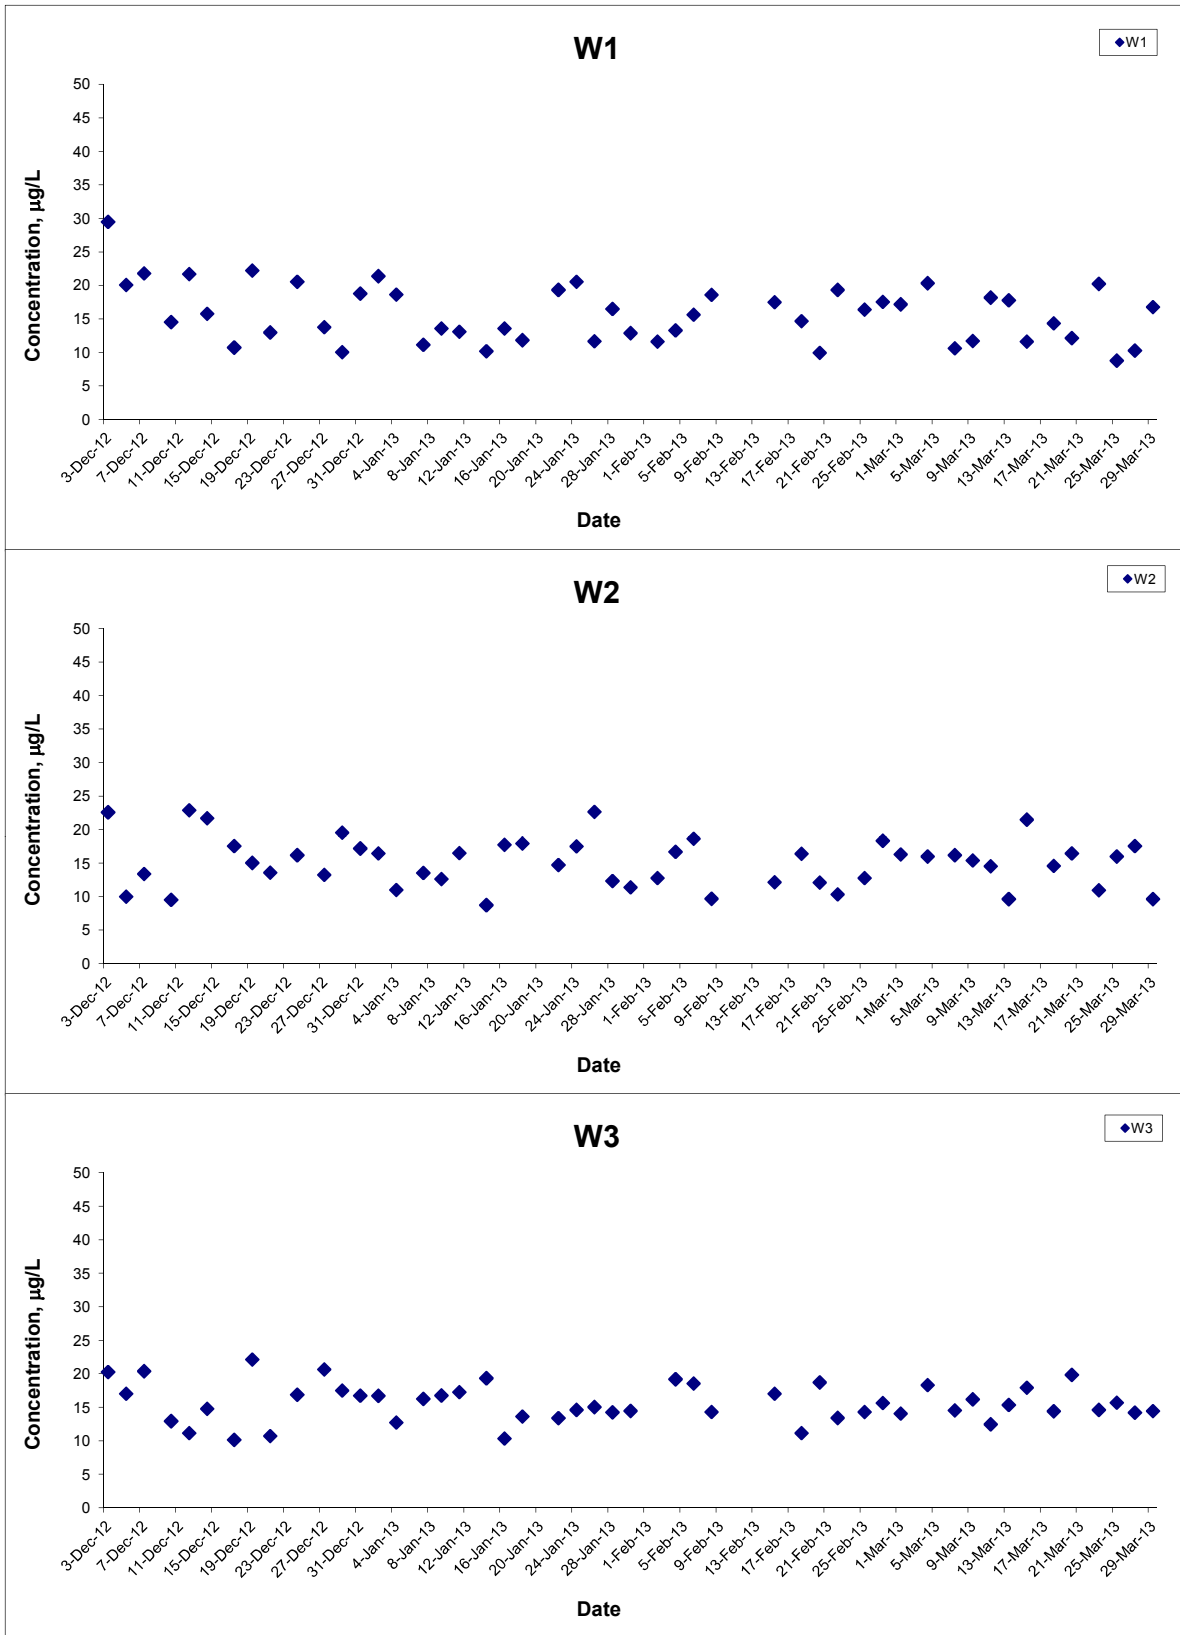 W1
W1
50
45
40
35
30
25
20
15
10
5
0
Concentration, µg/L
3-Dec-12
7-Dec-12
11-Dec-12
15-Dec-12
19-Dec-12
23-Dec-12
27-Dec-12
31-Dec-12
4-Jan-13
8-Jan-13
12-Jan-13
16-Jan-13
20-Jan-13
24-Jan-13
28-Jan-13
1-Feb-13
5-Feb-13
9-Feb-13
13-Feb-13
17-Feb-13
21-Feb-13
25-Feb-13
1-Mar-13
5-Mar-13
9-Mar-13
13-Mar-13
17-Mar-13
21-Mar-13
25-Mar-13
29-Mar-13
Date
W2
W2
50
45
40
35
30
25
20
15
10
5
0
Concentration, µg/L
3-Dec-12
7-Dec-12
11-Dec-12
15-Dec-12
19-Dec-12
23-Dec-12
27-Dec-12
31-Dec-12
4-Jan-13
8-Jan-13
12-Jan-13
16-Jan-13
20-Jan-13
24-Jan-13
28-Jan-13
1-Feb-13
5-Feb-13
9-Feb-13
13-Feb-13
17-Feb-13
21-Feb-13
25-Feb-13
1-Mar-13
5-Mar-13
9-Mar-13
13-Mar-13
17-Mar-13
21-Mar-13
25-Mar-13
29-Mar-13
Date
W3
W3
50
45
40
35
30
25
20
15
10
5
0
Concentration, µg/L
3-Dec-12
7-Dec-12
11-Dec-12
15-Dec-12
19-Dec-12
23-Dec-12
27-Dec-12
31-Dec-12
4-Jan-13
8-Jan-13
12-Jan-13
16-Jan-13
20-Jan-13
24-Jan-13
28-Jan-13
1-Feb-13
5-Feb-13
9-Feb-13
13-Feb-13
17-Feb-13
21-Feb-13
25-Feb-13
1-Mar-13
5-Mar-13
9-Mar-13
13-Mar-13
17-Mar-13
21-Mar-13
25-Mar-13
29-Mar-13
Date